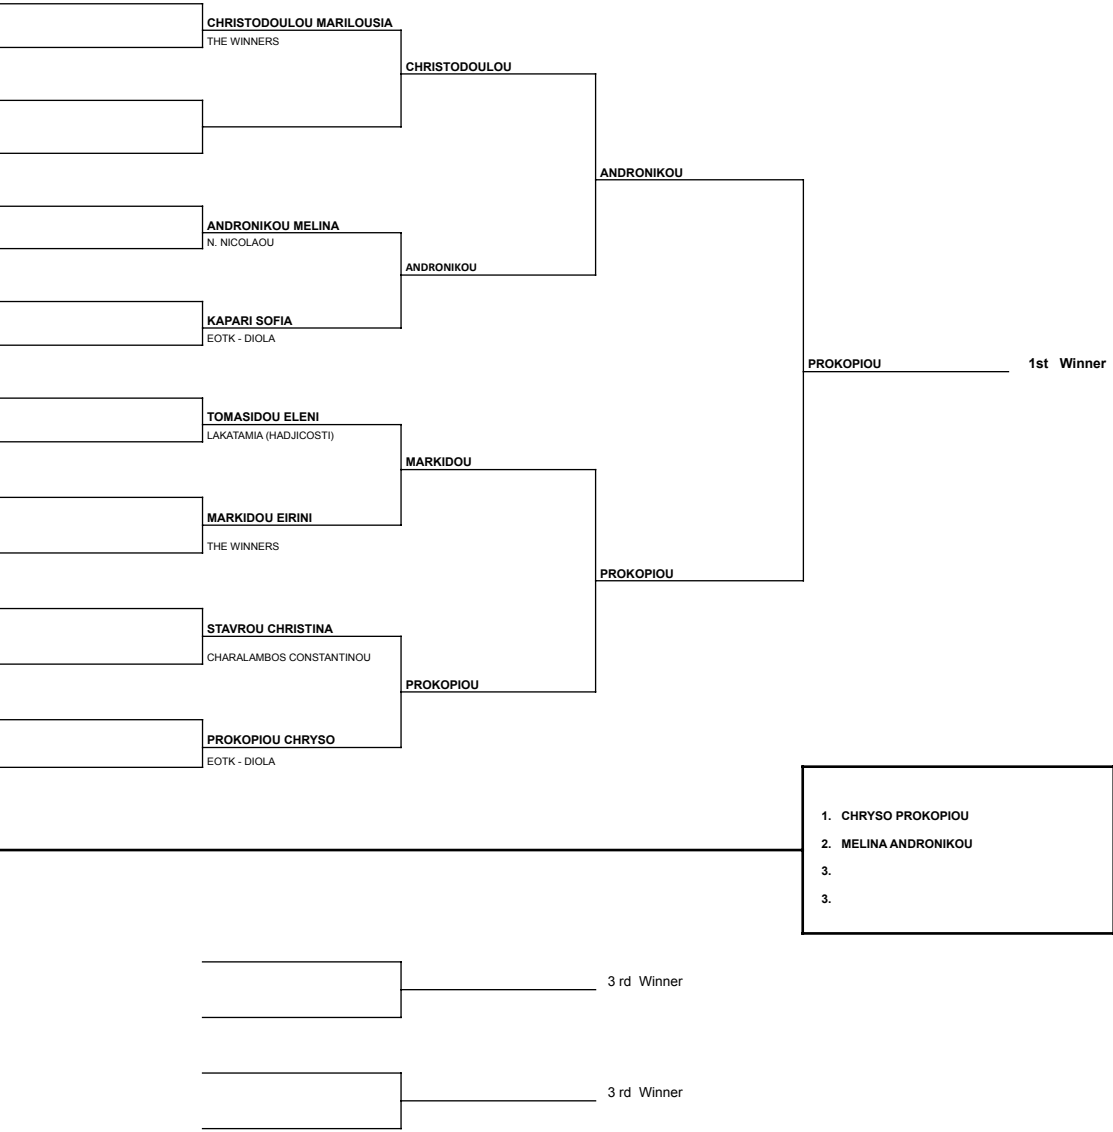 CHRISTODOULOU MARILOUSIA
THE WINNERS
CHRISTODOULOU
ANDRONIKOU
ANDRONIKOU MELINA
N. NICOLAOU
ANDRONIKOU
KAPARI SOFIA
EOTK - DIOLA
PROKOPIOU
1st Winner
TOMASIDOU ELENI
LAKATAMIA (HADJICOSTI)
MARKIDOU
MARKIDOU EIRINI
THE WINNERS
PROKOPIOU
STAVROU CHRISTINA
CHARALAMBOS CONSTANTINOU
PROKOPIOU
PROKOPIOU CHRYSO
EOTK - DIOLA
1. CHRYSO PROKOPIOU
2. MELINA ANDRONIKOU
3.
3.
3 rd Winner
3 rd Winner